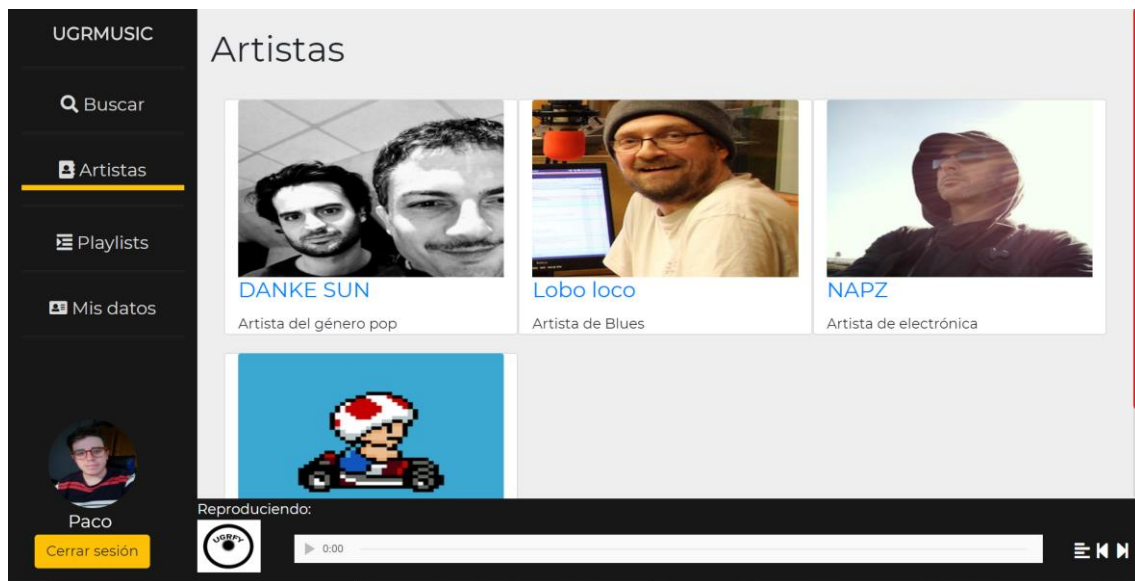 UGRMUSIC
Buscar
Artistas
Playlists
Mis datos
Paco
Cerrar sesión
Artistas
DANKE SUN
Artista del género pop
Lobo loco
Artista de Blues
NAPZ
Artista de electrónica
Reproduciendo:
UGRFY
0:00